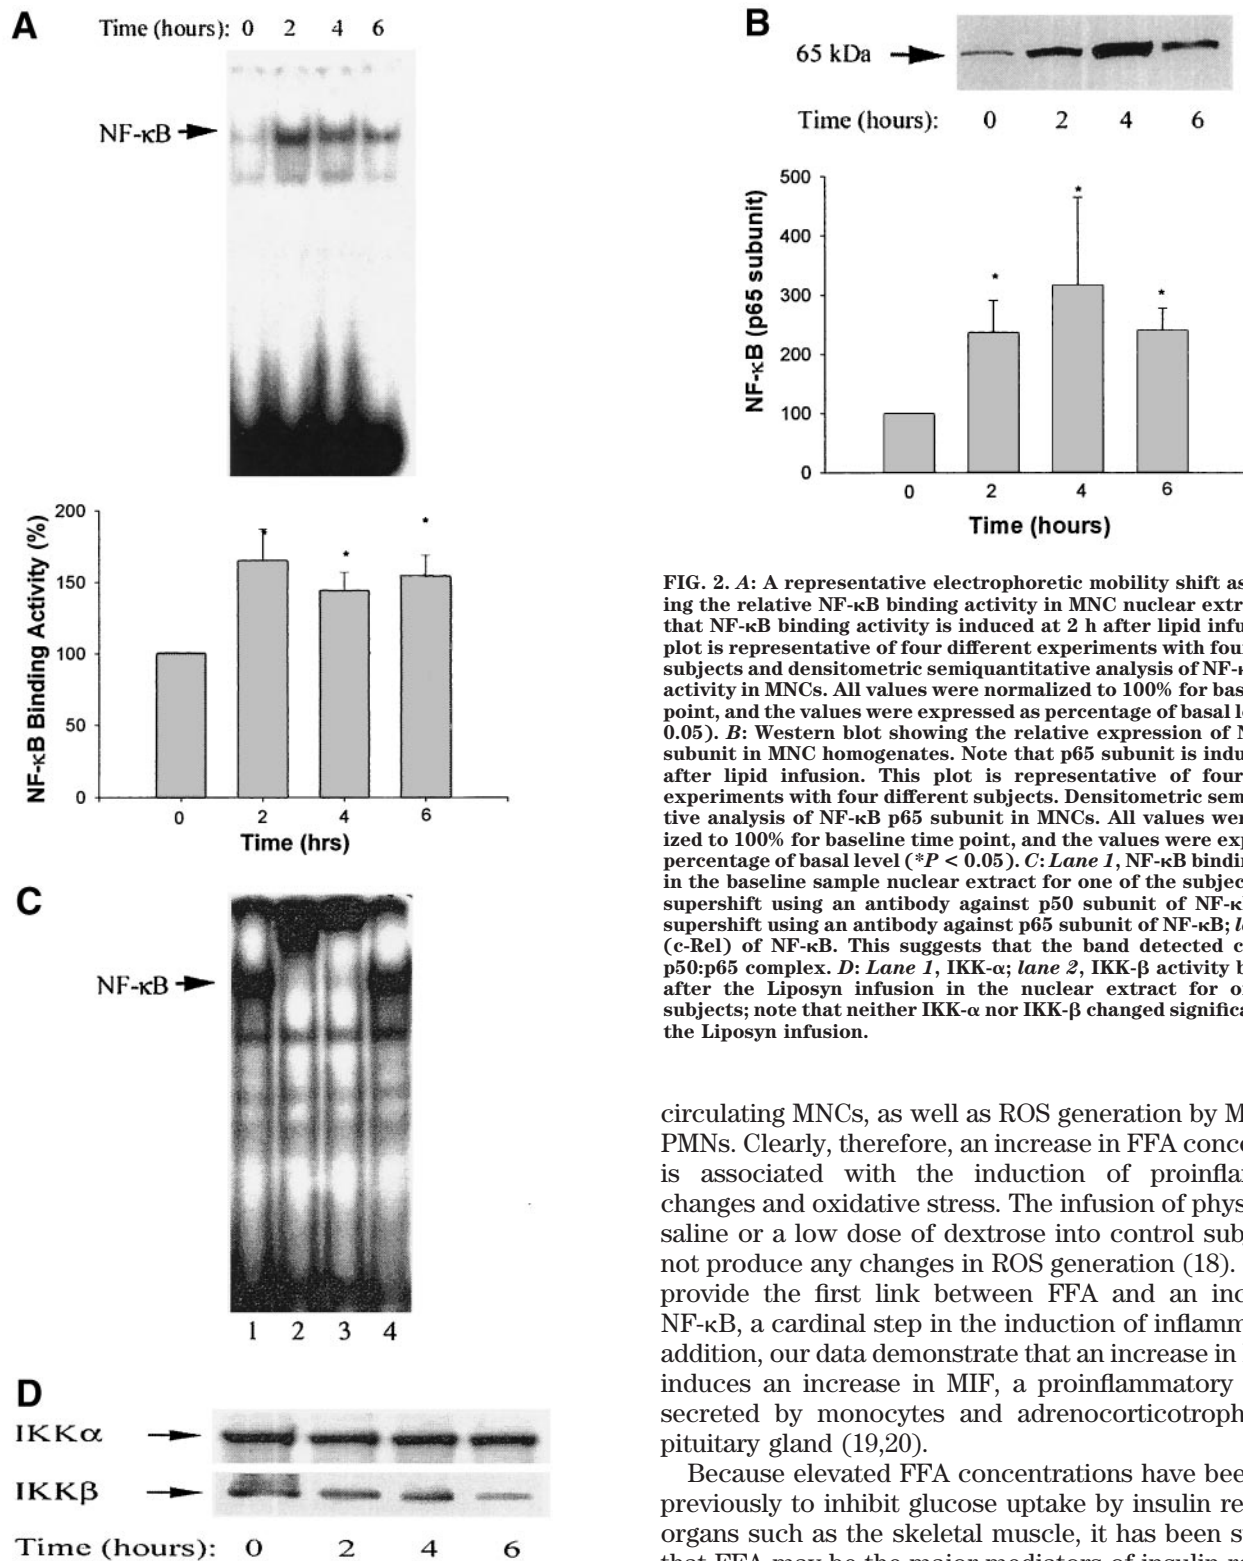 A
Time (hours): 0 2 4 6
NF-κB
200
150
100
50
0
NF-κB Binding Activity (%)
* * *
0 2 4 6
Time (hrs)
B
65 kDa
Time (hours): 0 2 4 6
500
400
300
200
100
0
NF-κB (p65 subunit)
* * *
0 2 4 6
Time (hours)
C
NF-κB
1 2 3 4
D
IKKα
IKKβ
Time (hours): 0 2 4 6
FIG. 2. A: A representative electrophoretic mobility shift as
ing the relative NF-κB binding activity in MNC nuclear extr
that NF-κB binding activity is induced at 2 h after lipid infu
plot is representative of four different experiments with four
subjects and densitometric semiquantitative analysis of NF-κ
activity in MNCs. All values were normalized to 100% for bas
point, and the values were expressed as percentage of basal le
0.05). B: Western blot showing the relative expression of N
subunit in MNC homogenates. Note that p65 subunit is indu
after lipid infusion. This plot is representative of four
experiments with four different subjects. Densitometric sem
tive analysis of NF-κB p65 subunit in MNCs. All values wer
ized to 100% for baseline time point, and the values were exp
percentage of basal level (*P < 0.05). C: Lane 1, NF-κB bindin
in the baseline sample nuclear extract for one of the subjec
supershift using an antibody against p50 subunit of NF-κ
supershift using an antibody against p65 subunit of NF-κB; l
(c-Rel) of NF-κB. This suggests that the band detected c
p50:p65 complex. D: Lane 1, IKK-α; lane 2, IKK-β activity b
after the Liposyn infusion in the nuclear extract for o
subjects; note that neither IKK-α nor IKK-β changed signific
the Liposyn infusion.
circulating MNCs, as well as ROS generation by M
PMNs. Clearly, therefore, an increase in FFA conce
is associated with the induction of proinfla
changes and oxidative stress. The infusion of phys
saline or a low dose of dextrose into control sub
not produce any changes in ROS generation (18).
provide the first link between FFA and an inc
NF-κB, a cardinal step in the induction of inflamm
addition, our data demonstrate that an increase in
induces an increase in MIF, a proinflammatory
secreted by monocytes and adrenocorticotroph
pituitary gland (19,20).
Because elevated FFA concentrations have bee
previously to inhibit glucose uptake by insulin re
organs such as the skeletal muscle, it has been s
that FFA may be the major mediators of insulin